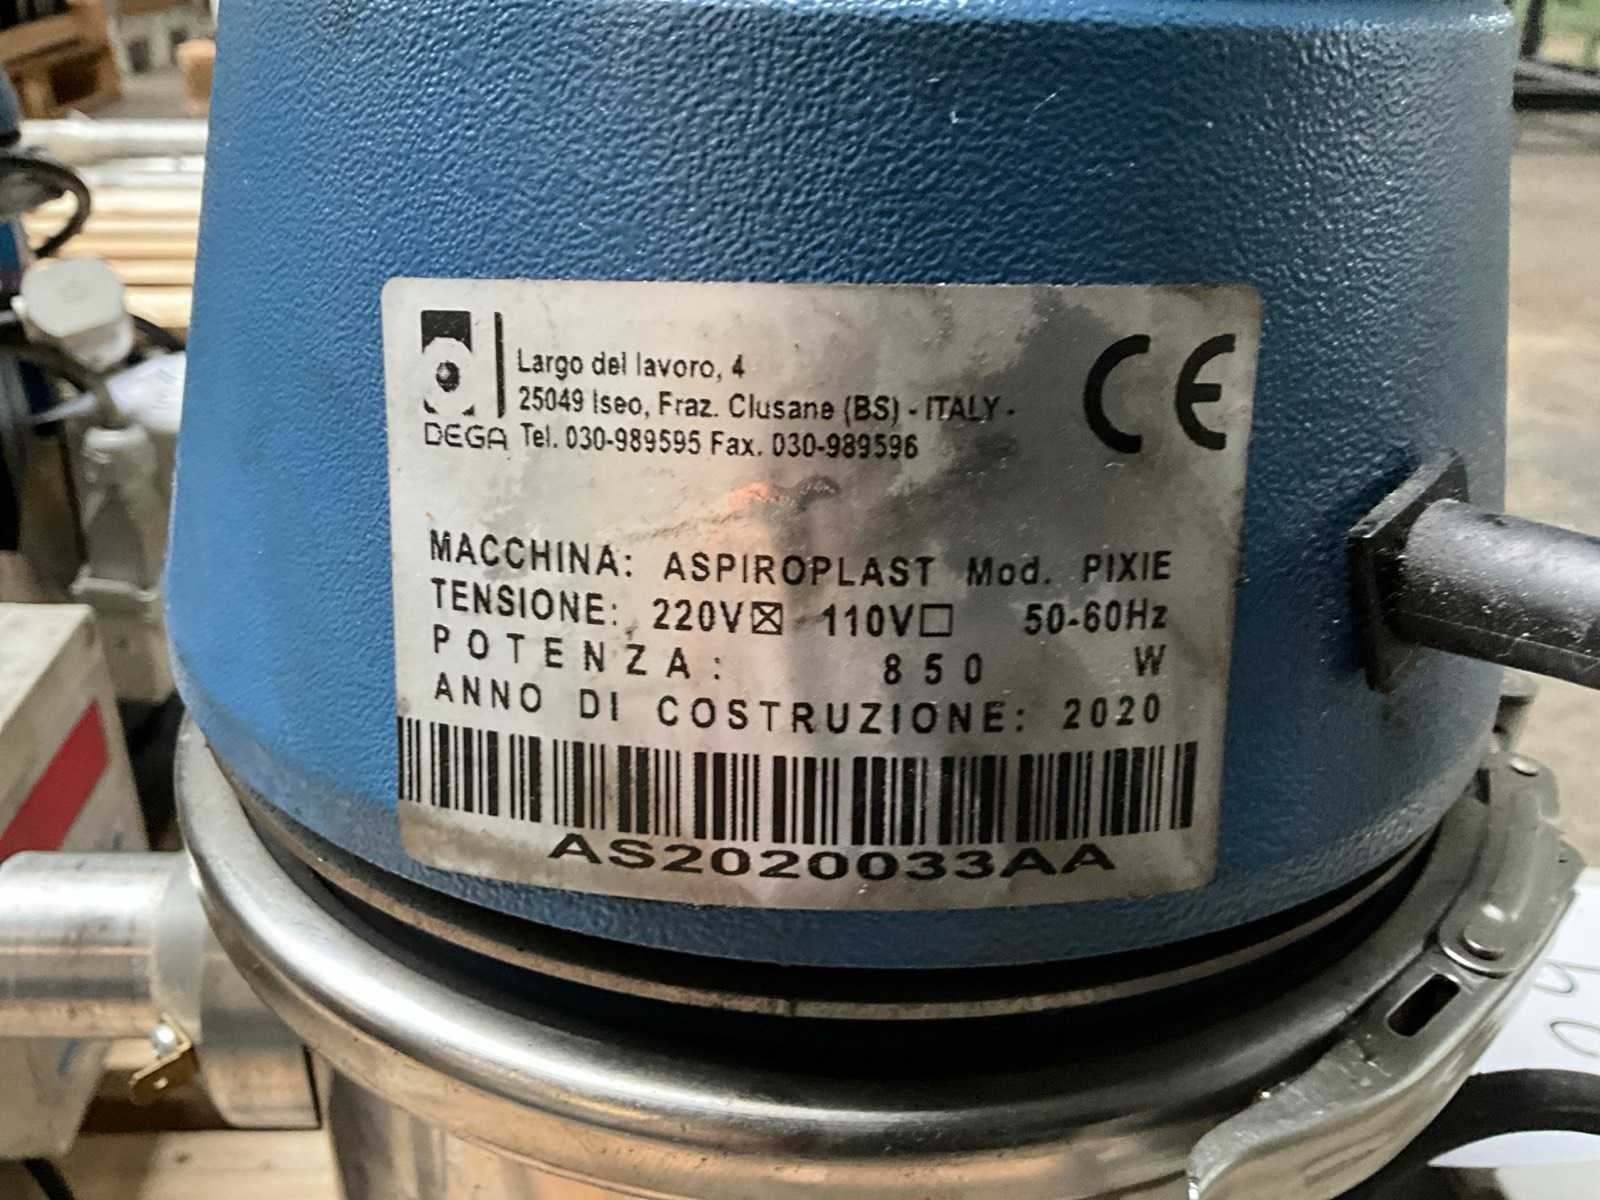 Largo del lavoro, 4
25049 Iseo, Fraz. Clusane (BS) - ITALY -
DEGA Tel. 030-989595 Fax. 030-989596
CE
MACCHINA: ASPIROPLAST Mod. PIXIE
TENSIONE: 220V☒ 110V☐ 50-60Hz
POTENZA: 850 W
ANNO DI COSTRUZIONE: 2020
AS2020033AA